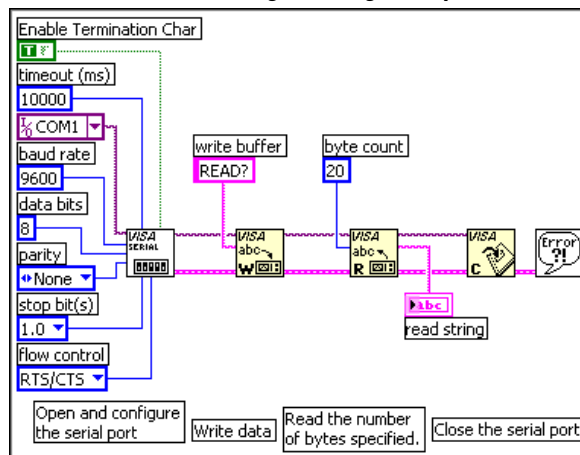 Enable Termination Char
T F
timeout (ms)
10000
I/O COM1
baud rate
9600
data bits
8
parity
None
stop bit(s)
1.0
flow control
RTS/CTS
VISA
SERIAL
write buffer
READ?
VISA
abc
W
byte count
20
VISA
abc
R
abc
read string
VISA
C
Error
?!
Open and configure
the serial port
Write data
Read the number
of bytes specified.
Close the serial port